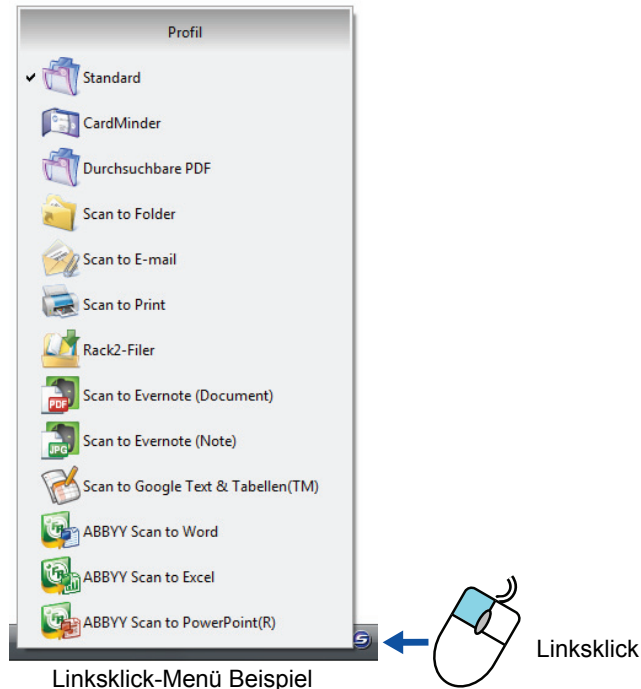 Profil
Standard
CardMinder
Durchsuchbare PDF
Scan to Folder
Scan to E-mail
Scan to Print
Rack2-Filer
PDF
Scan to Evernote (Document)
JPG
Scan to Evernote (Note)
Scan to Google Text & Tabellen(TM)
ABBYY Scan to Word
ABBYY Scan to Excel
ABBYY Scan to PowerPoint(R)
S
Linksklick
Linksklick-Menü Beispiel